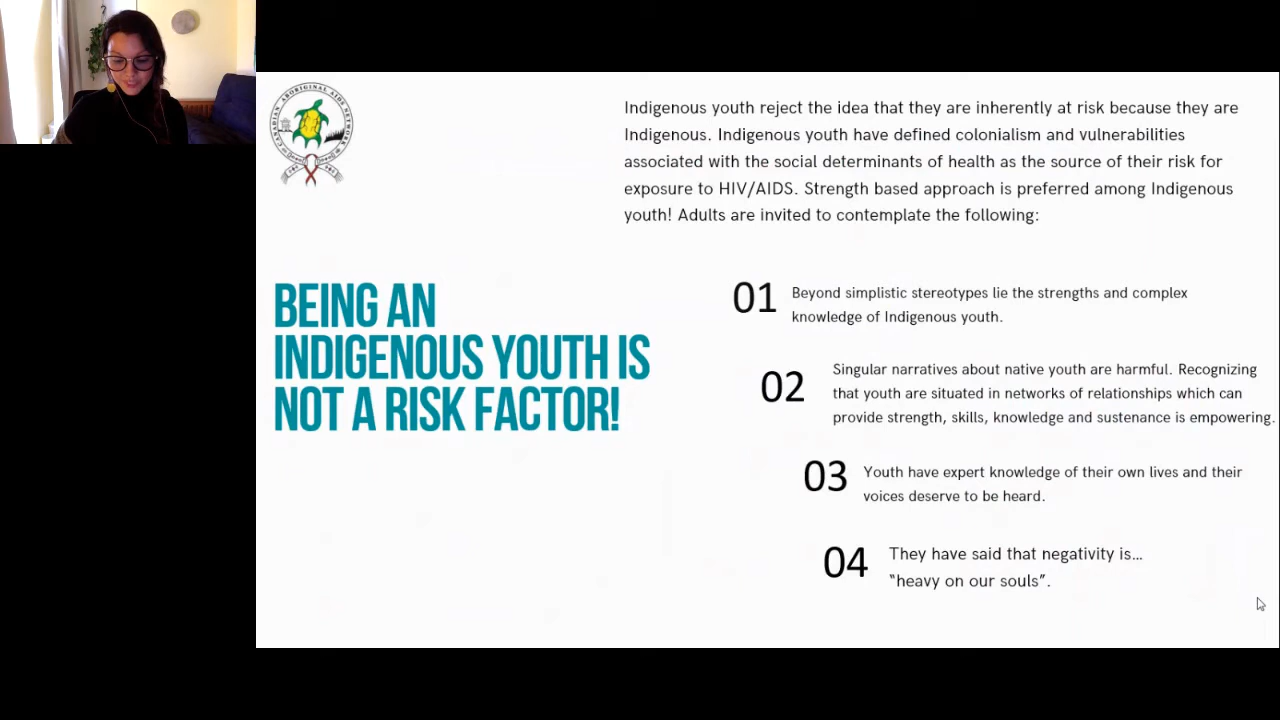 CANADIAN ABORIGINAL AIDS NETWORK
Indigenous youth reject the idea that they are inherently at risk because they are
Indigenous. Indigenous youth have defined colonialism and vulnerabilities
associated with the social determinants of health as the source of their risk for
exposure to HIV/AIDS. Strength based approach is preferred among Indigenous
youth! Adults are invited to contemplate the following:
BEING AN
INDIGENOUS YOUTH IS
NOT A RISK FACTOR!
01
Beyond simplistic stereotypes lie the strengths and complex
knowledge of Indigenous youth.
02
Singular narratives about native youth are harmful. Recognizing
that youth are situated in networks of relationships which can
provide strength, skills, knowledge and sustenance is empowering.
03
Youth have expert knowledge of their own lives and their
voices deserve to be heard.
04
They have said that negativity is…
“heavy on our souls”.